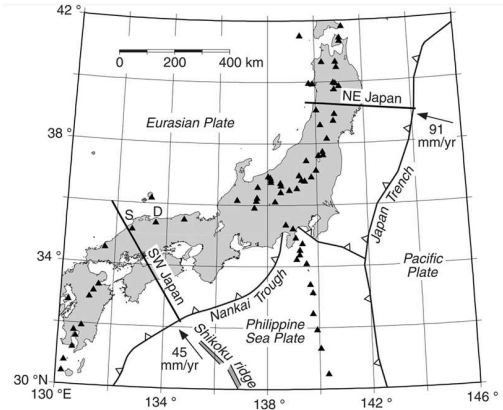 42 °
0 200 400 km
NE Japan
Eurasian Plate
91
mm/yr
38 °
Japan Trench
S D
SW Japan
34 °
Pacific
Plate
Nankai Trough
Philippine
Sea Plate
Shikoku ridge
45
mm/yr
30 °N
130 °E 134 ° 138 ° 142 ° 146 °